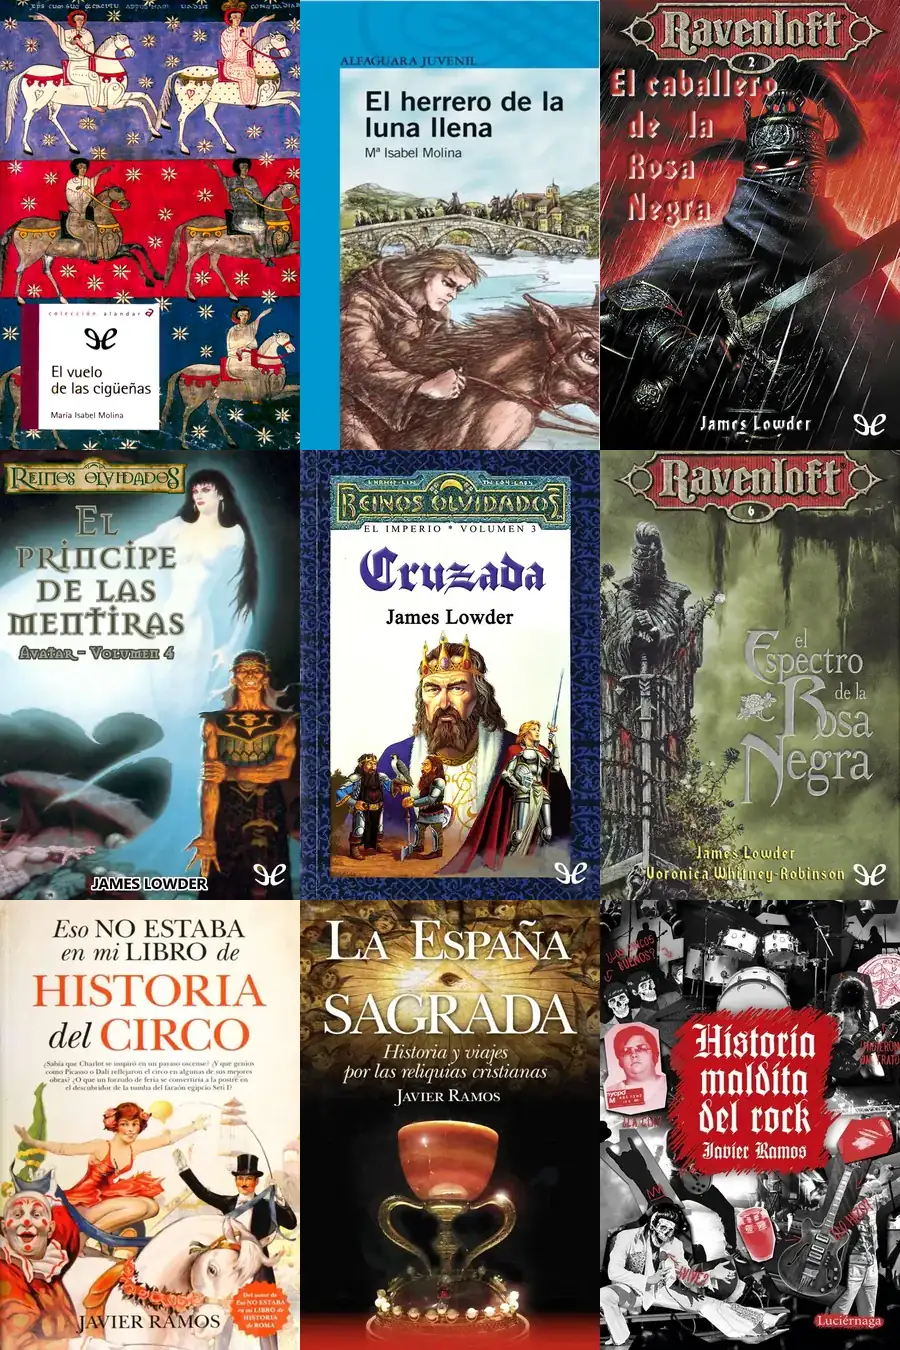 colección alandar a
El vuelo
de las cigüeñas
María Isabel Molina
ALFAGUARA JUVENIL
El herrero de la
luna llena
Mª Isabel Molina
Ravenloft
2
El caballero
de la
Rosa
Negra
James Lowder
REINOS OLVIDADOS
EL
PRÍNCIPE
DE LAS
MENTIRAS
AVATAR – VOLUMEN 4
JAMES LOWDER
REINOS OLVIDADOS
EL IMPERIO * VOLUMEN 3
Cruzada
James Lowder
Ravenloft
6
el
Espectro
de la
Rosa
Negra
James Lowder
Voronica Whitney-Robinson
Eso NO ESTABA
en mi LIBRO de
HISTORIA
del CIRCO
¿Sabía que Charlot se inspiró en un payaso oscense? ¿Y que genios
como Picasso o Dalí reflejaron el circo en algunas de sus mejores
obras? ¿O que un forzudo de feria se convertiría a la postre en
el descubridor de la tumba del faraón egipcio Seti I?
Del autor de
Eso NO ESTABA
en mi LIBRO de
HISTORIA
de ROMA
JAVIER RAMOS
LA ESPAÑA
SAGRADA
Historia y viajes
por las reliquias cristianas
JAVIER RAMOS
Historia
maldita
del rock
Javier Ramos
Luciérnaga